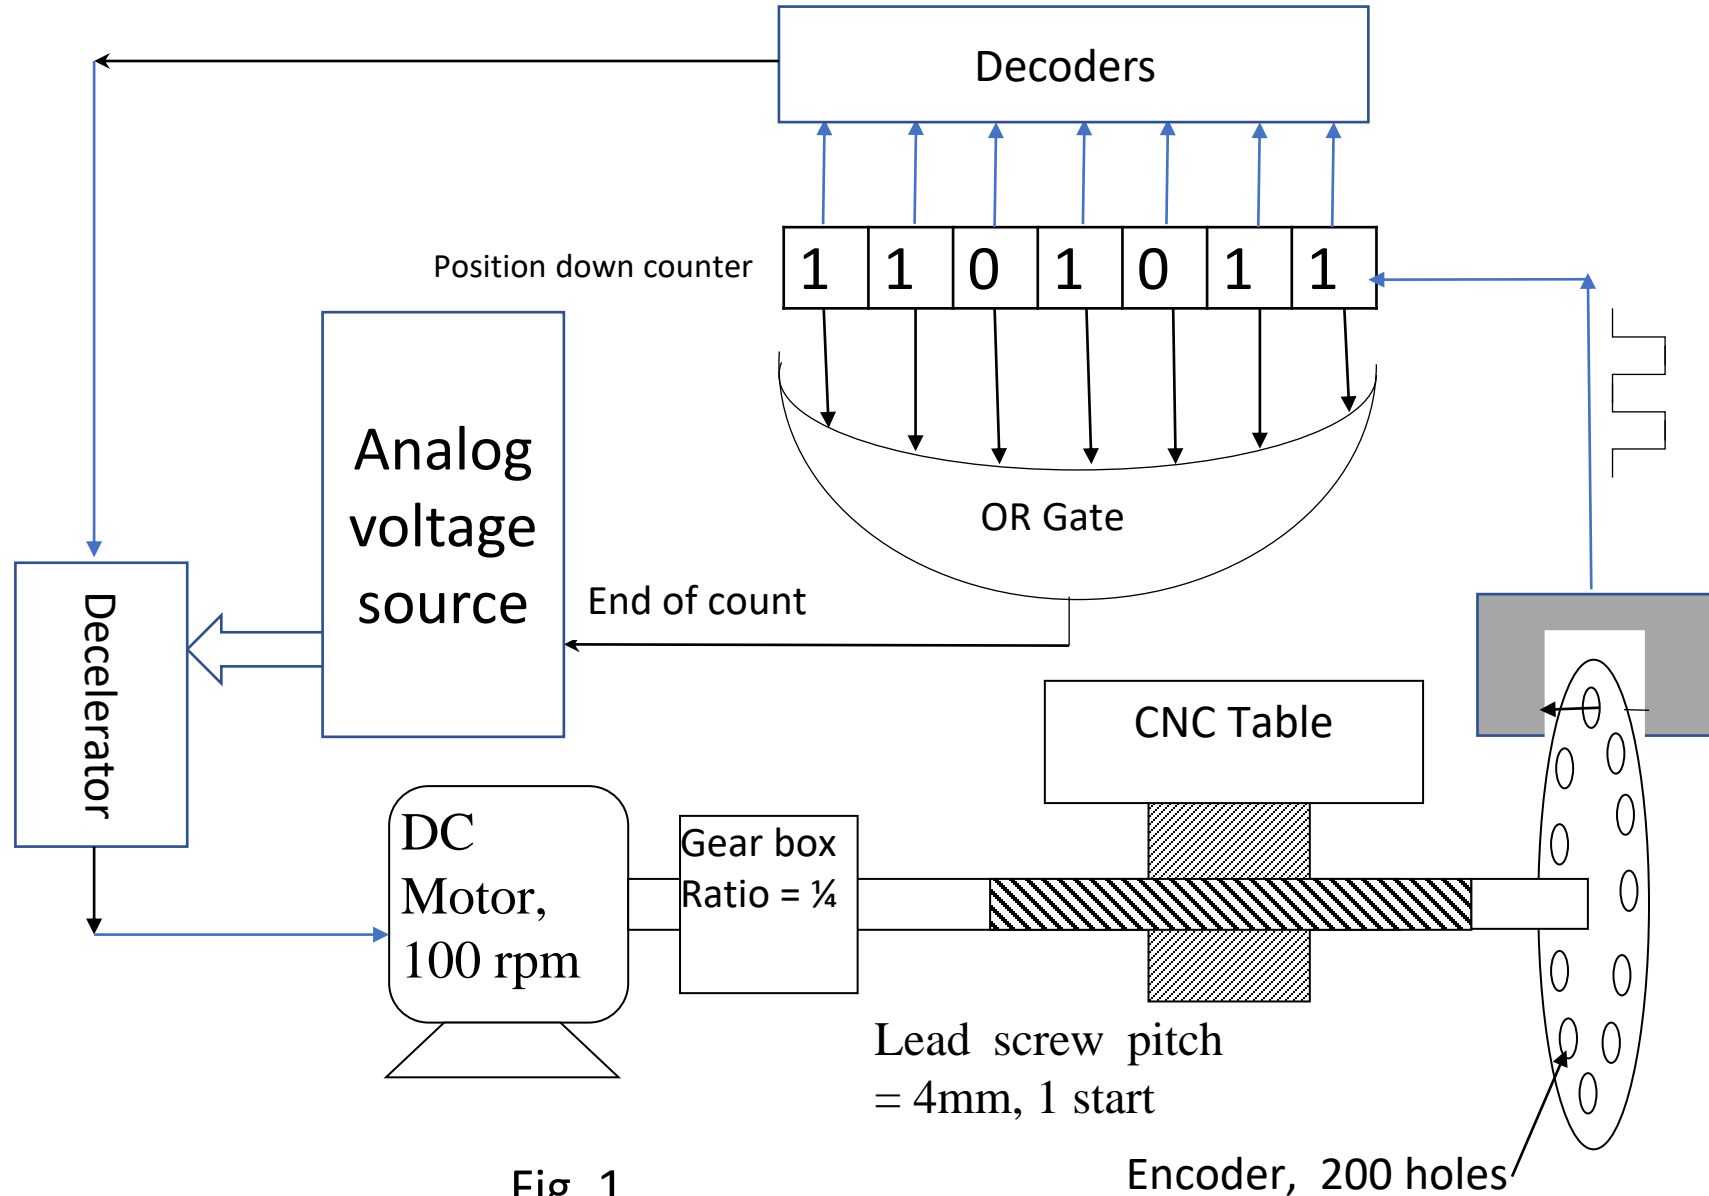 Decoders
Position down counter
1 1 0 1 0 1 1
Analog
voltage
source
OR Gate
End of count
Decelerator
CNC Table
DC
Motor,
100 rpm
Gear box
Ratio = ¼
Lead screw pitch
= 4mm, 1 start
Encoder, 200 holes
Fig. 1